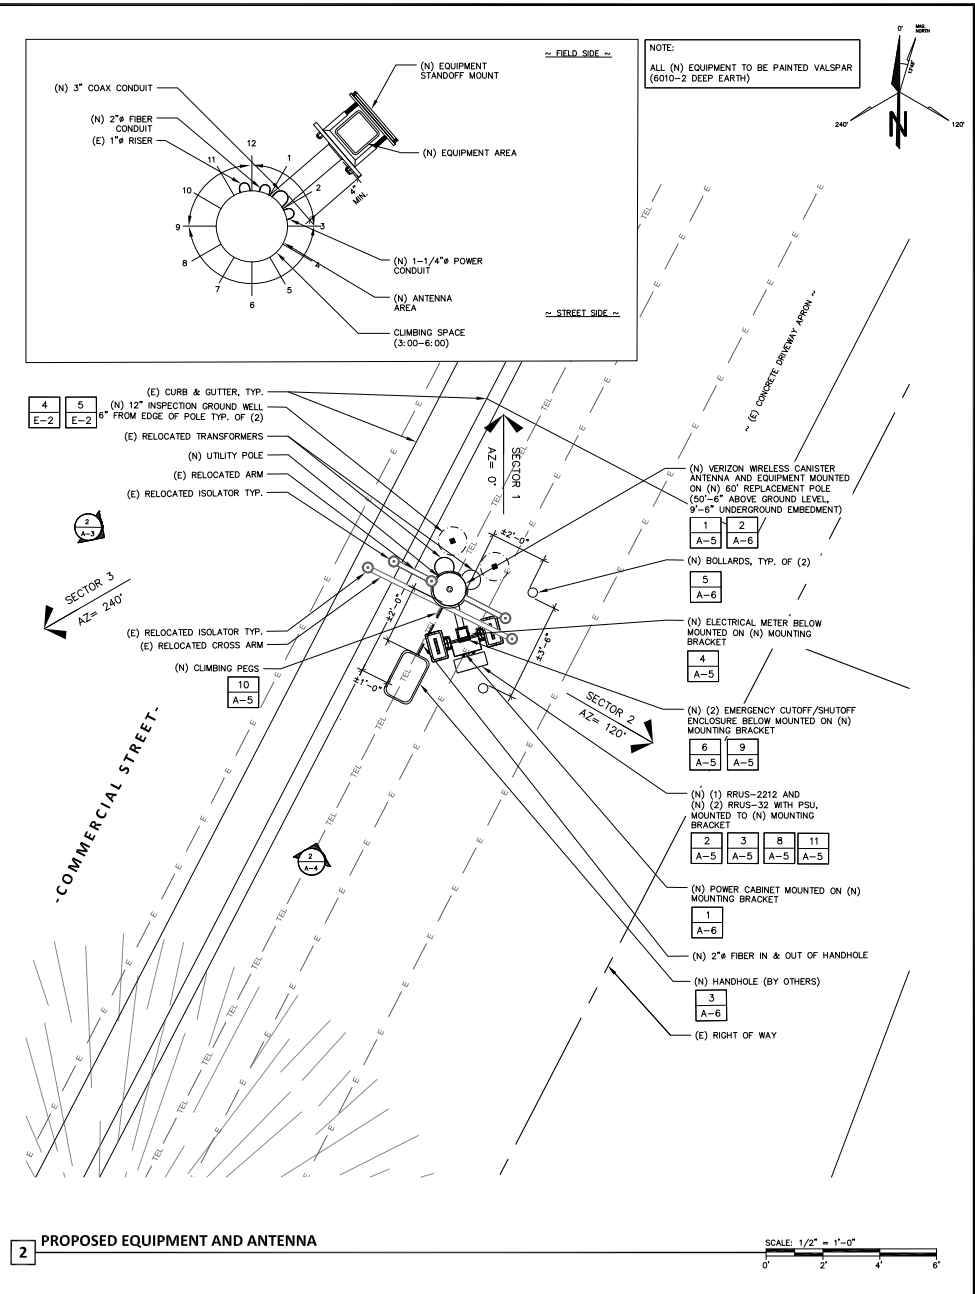 ~ FIELD SIDE ~
(N) EQUIPMENT
STANDOFF MOUNT
(N) 3" COAX CONDUIT
(N) 2"ø FIBER
CONDUIT
(E) 1"ø RISER
12
11
1
10
2
9
3
8
4
7
5
6
(N) EQUIPMENT AREA
4"
MIN.
(N) 1-1/4"ø POWER
CONDUIT
(N) ANTENNA
AREA
CLIMBING SPACE
(3:00-6:00)
~ STREET SIDE ~
NOTE:
ALL (N) EQUIPMENT TO BE PAINTED VALSPAR
(6010-2 DEEP EARTH)
0'
MAG.
NORTH
240'
120'
N
~ (E) CONCRETE DRIVEWAY APRON ~
(E) CURB & GUTTER, TYP.
4
E-2
5
E-2
(N) 12" INSPECTION GROUND WELL
6" FROM EDGE OF POLE TYP. OF (2)
(E) RELOCATED TRANSFORMERS
(N) UTILITY POLE
(E) RELOCATED ARM
(E) RELOCATED ISOLATOR TYP.
2
A-3
SECTOR 3
AZ= 240'
(E) RELOCATED ISOLATOR TYP.
(E) RELOCATED CROSS ARM
(N) CLIMBING PEGS
10
A-5
SECTOR 1
AZ= 0'
±2'-0"
±2'-0"
±3'-6"
±1'-0"
SECTOR 2
AZ= 120'
(N) VERIZON WIRELESS CANISTER
ANTENNA AND EQUIPMENT MOUNTED
ON (N) 60' REPLACEMENT POLE
(50'-6" ABOVE GROUND LEVEL,
9'-6" UNDERGROUND EMBEDMENT)
1
A-5
2
A-6
(N) BOLLARDS, TYP. OF (2)
5
A-6
(N) ELECTRICAL METER BELOW
MOUNTED ON (N) MOUNTING
BRACKET
4
A-5
(N) (2) EMERGENCY CUTOFF/SHUTOFF
ENCLOSURE BELOW MOUNTED ON (N)
MOUNTING BRACKET
6
A-5
9
A-5
(N) (1) RRUS-2212 AND
(N) (2) RRUS-32 WITH PSU,
MOUNTED TO (N) MOUNTING
BRACKET
2
A-5
3
A-5
8
A-5
11
A-5
(N) POWER CABINET MOUNTED ON (N)
MOUNTING BRACKET
1
A-6
(N) 2"ø FIBER IN & OUT OF HANDHOLE
(N) HANDHOLE (BY OTHERS)
3
A-6
(E) RIGHT OF WAY
-COMMERCIAL STREET-
2
A-4
TEL
E
2
PROPOSED EQUIPMENT AND ANTENNA
SCALE: 1/2" = 1'-0"
0'
2'
4'
6'